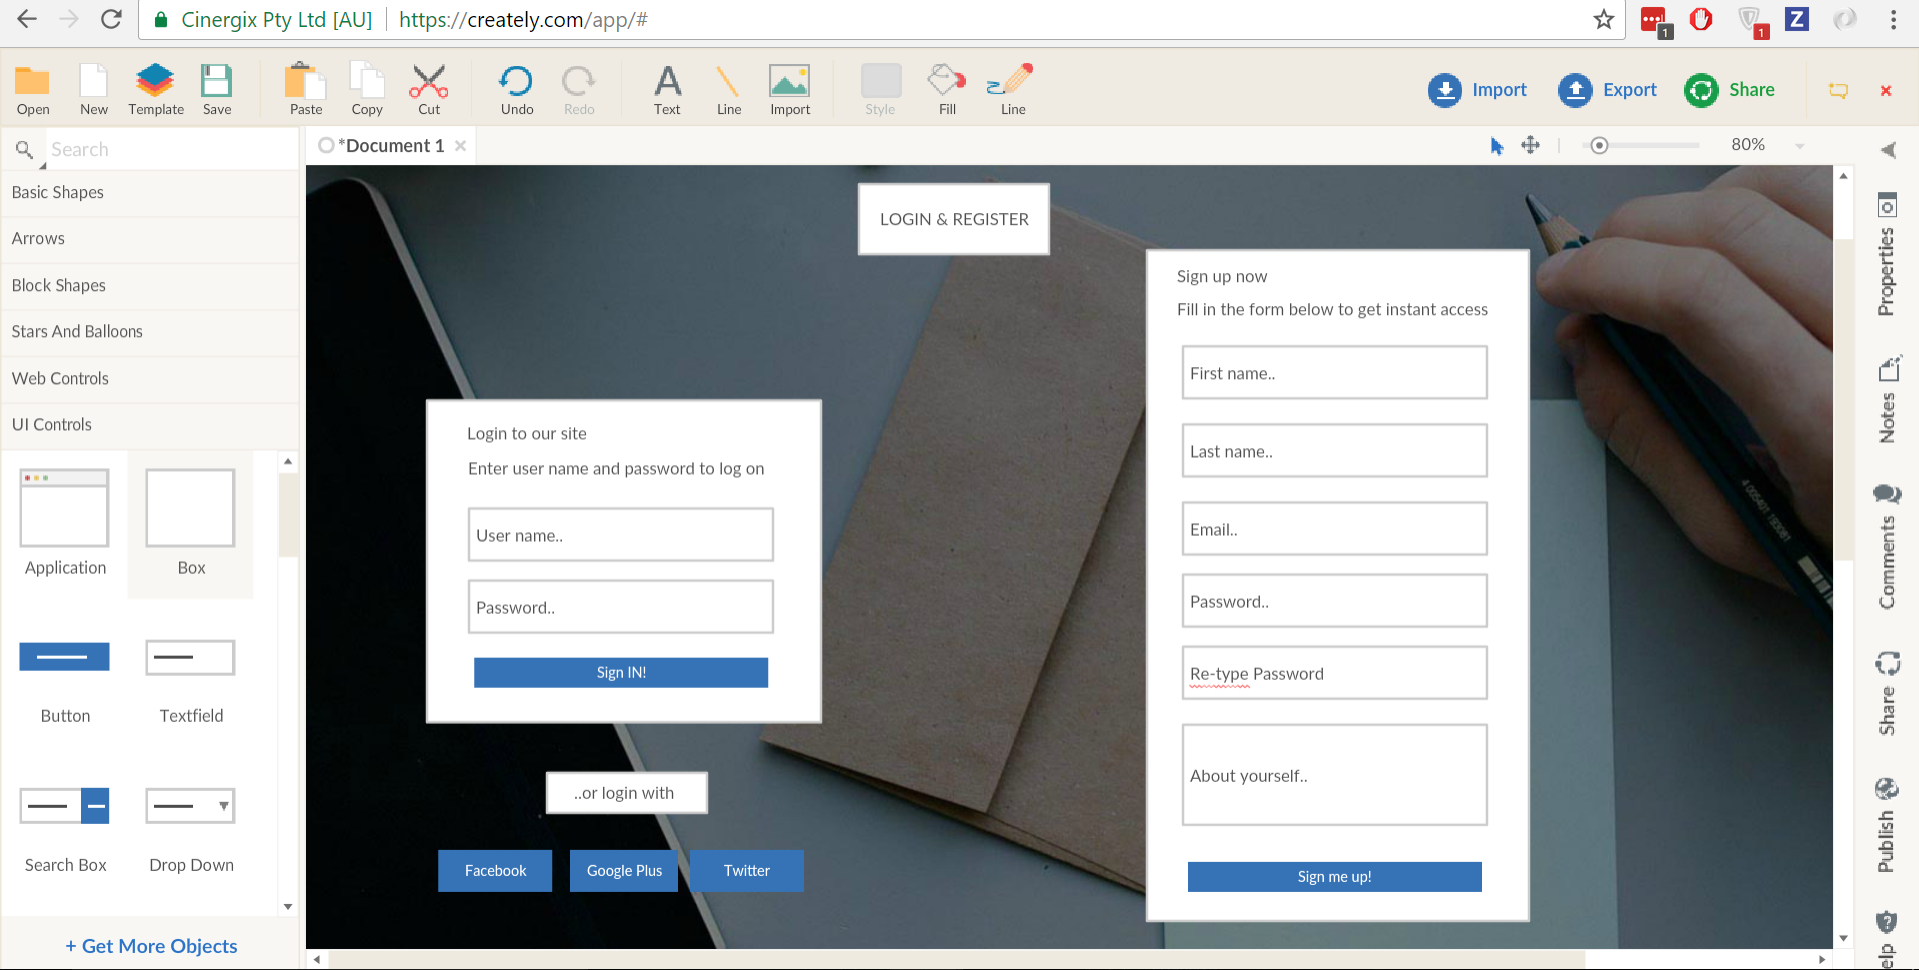 Cinergix Pty Ltd [AU] https://creately.com/app/#
1
1
Z
Open New Template Save Paste Copy Cut Undo Redo Text Line Import Style Fill Line
Import Export Share
Search
*Document 1
80%
Basic Shapes
Arrows
Block Shapes
Stars And Balloons
Web Controls
UI Controls
Application Box
Button Textfield
Search Box Drop Down
+ Get More Objects
LOGIN & REGISTER
Login to our site
Enter user name and password to log on
User name..
Password..
Sign IN!
..or login with
Facebook Google Plus Twitter
Sign up now
Fill in the form below to get instant access
First name..
Last name..
Email..
Password..
Re-type Password
About yourself..
Sign me up!
Properties
Notes
Comments
Share
Publish
elp